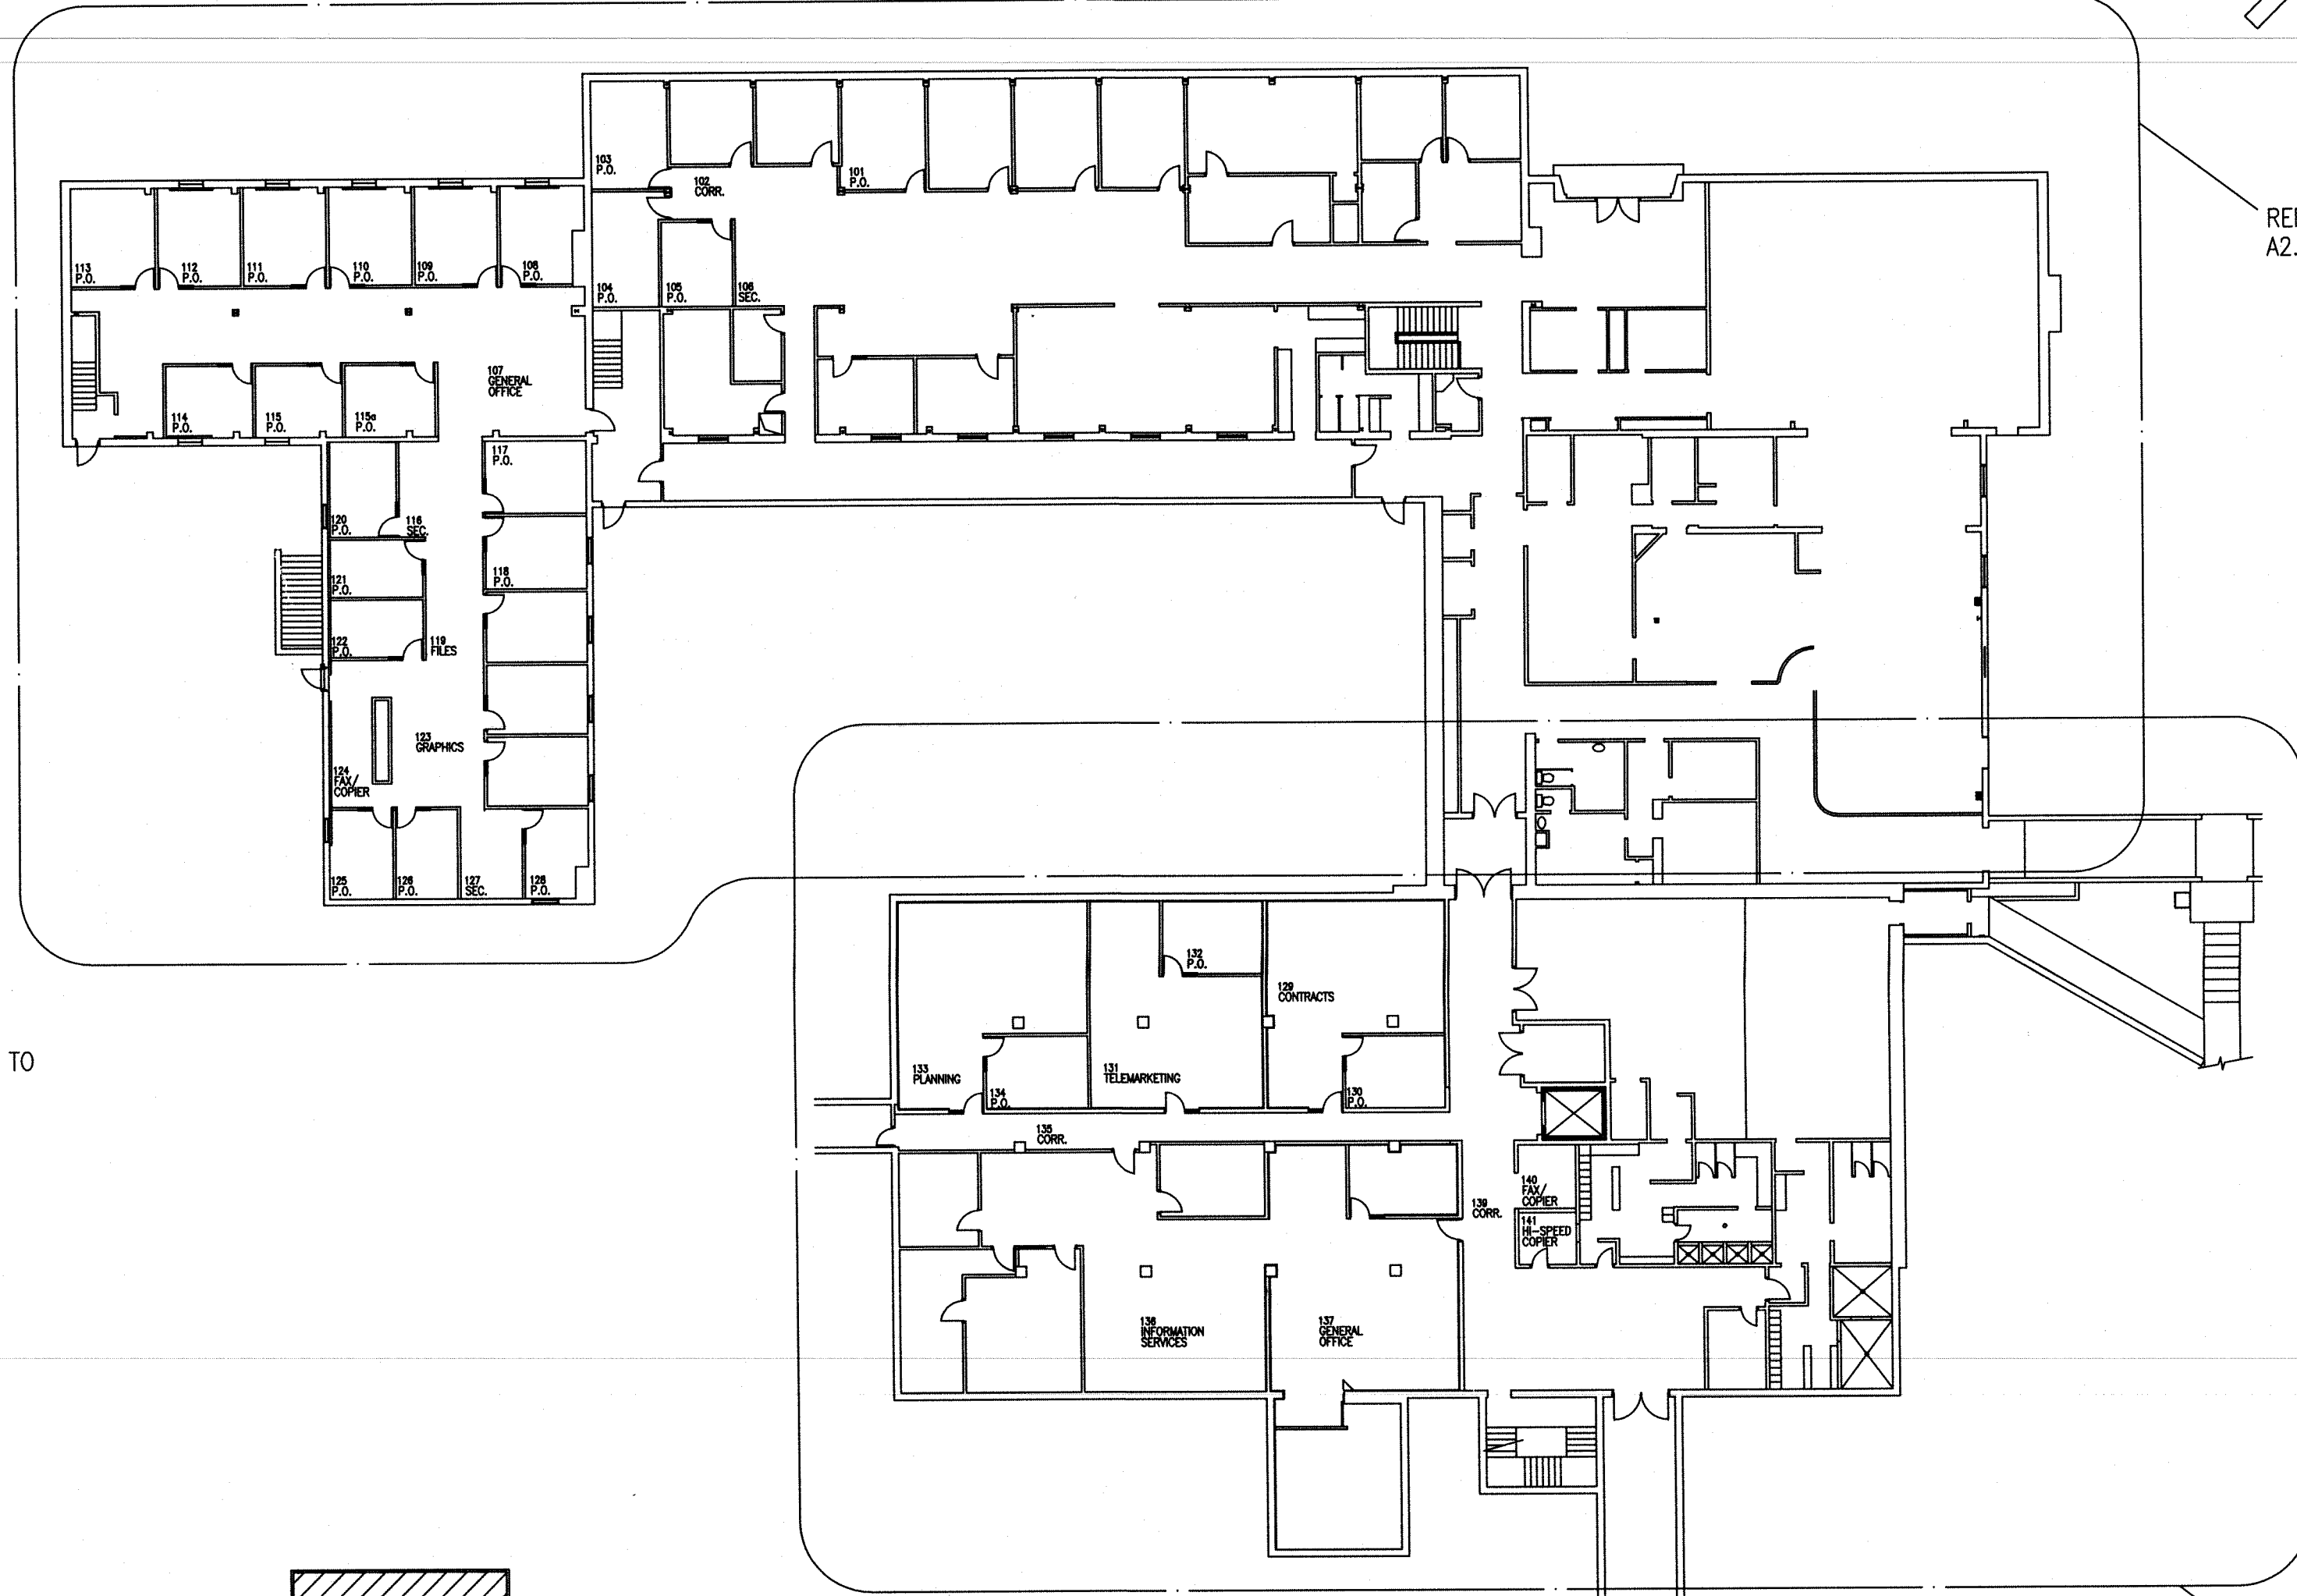 REF
A2.
103
P.O.
102
CORR.
101
P.O.
113
P.O.
112
P.O.
111
P.O.
110
P.O.
109
P.O.
108
P.O.
104
P.O.
105
P.O.
106
SEC.
107
GENERAL
OFFICE
114
P.O.
115
P.O.
115a
P.O.
117
P.O.
120
P.O.
116
SEC.
121
P.O.
118
P.O.
122
P.O.
119
FILES
123
GRAPHICS
124
FAX/
COPIER
125
P.O.
126
P.O.
127
SEC.
128
P.O.
132
P.O.
129
CONTRACTS
TO
133
PLANNING
134
P.O.
131
TELEMARKETING
130
P.O.
135
CORR.
140
FAX/
COPIER
139
CORR.
141
HI-SPEED
COPIER
136
INFORMATION
SERVICES
137
GENERAL
OFFICE